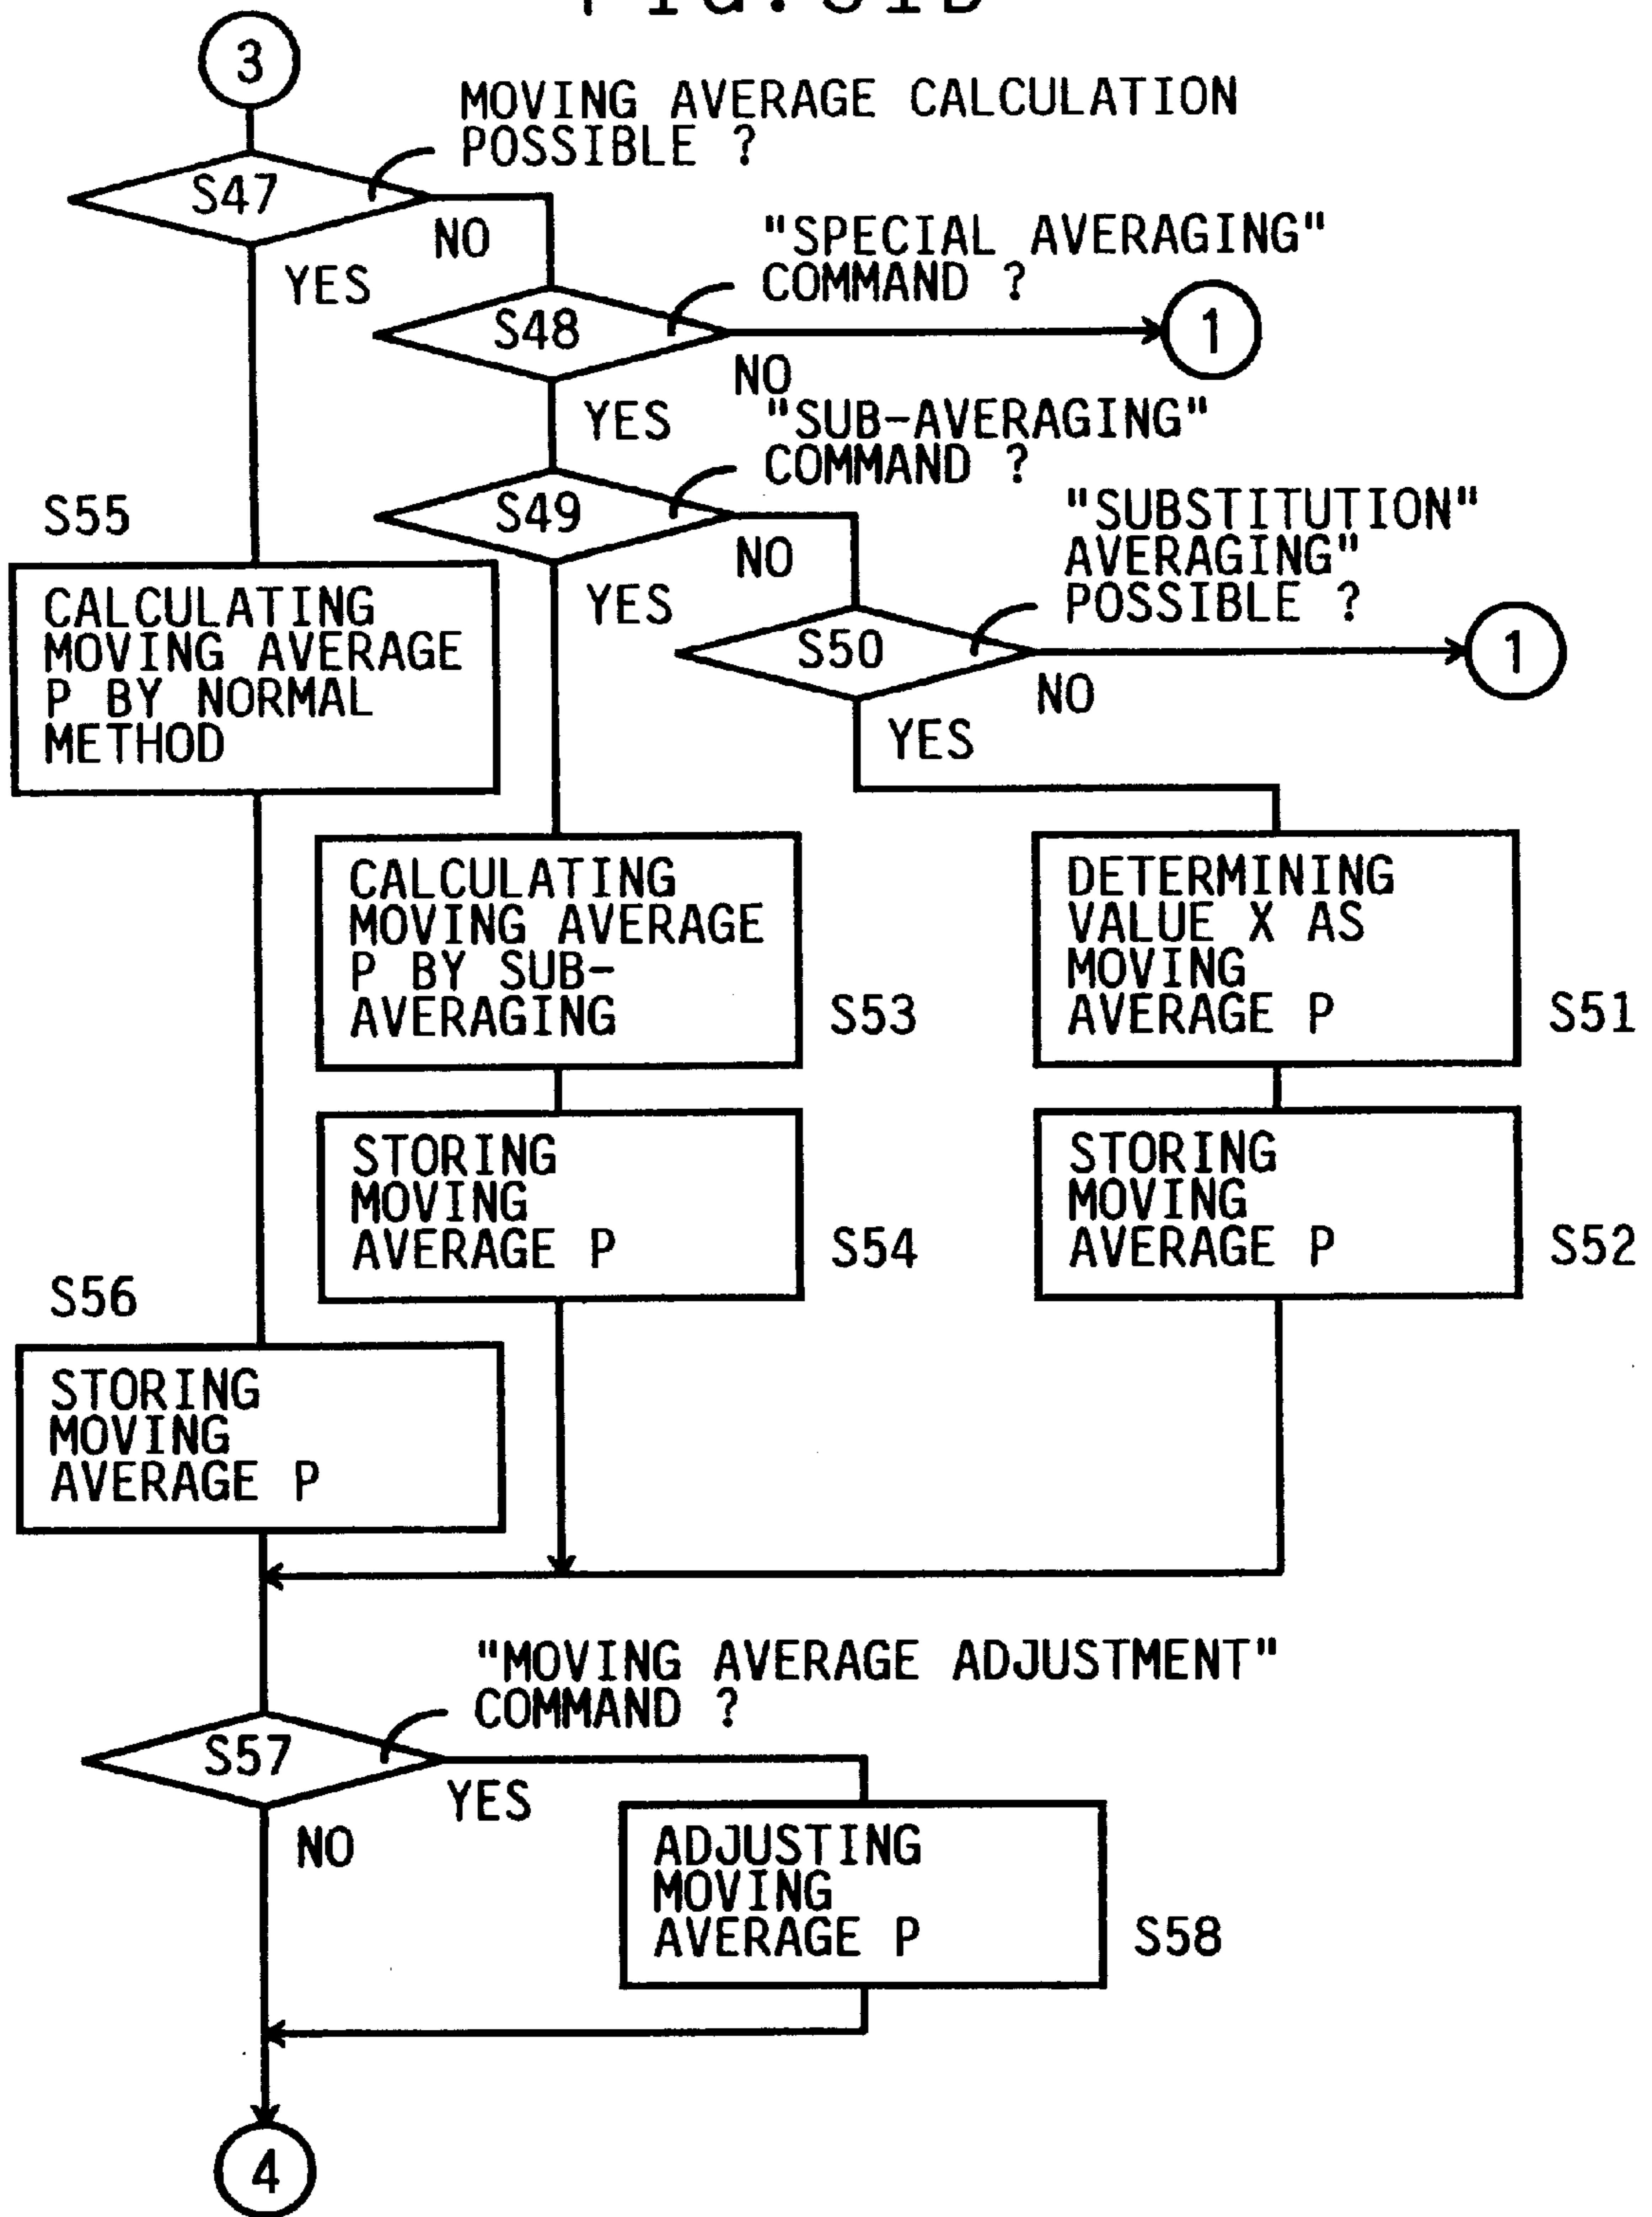 3
MOVING AVERAGE CALCULATION
POSSIBLE ?
S47
NO
YES
"SPECIAL AVERAGING"
COMMAND ?
S48
1
NO
YES
"SUB-AVERAGING"
COMMAND ?
S49
NO
YES
"SUBSTITUTION"
AVERAGING"
POSSIBLE ?
S50
1
NO
YES
S55
CALCULATING
MOVING AVERAGE
P BY NORMAL
METHOD
CALCULATING
MOVING AVERAGE
P BY SUB-
AVERAGING
S53
DETERMINING
VALUE X AS
MOVING
AVERAGE P
S51
STORING
MOVING
AVERAGE P
S54
STORING
MOVING
AVERAGE P
S52
S56
STORING
MOVING
AVERAGE P
"MOVING AVERAGE ADJUSTMENT"
COMMAND ?
S57
YES
NO
ADJUSTING
MOVING
AVERAGE P
S58
4